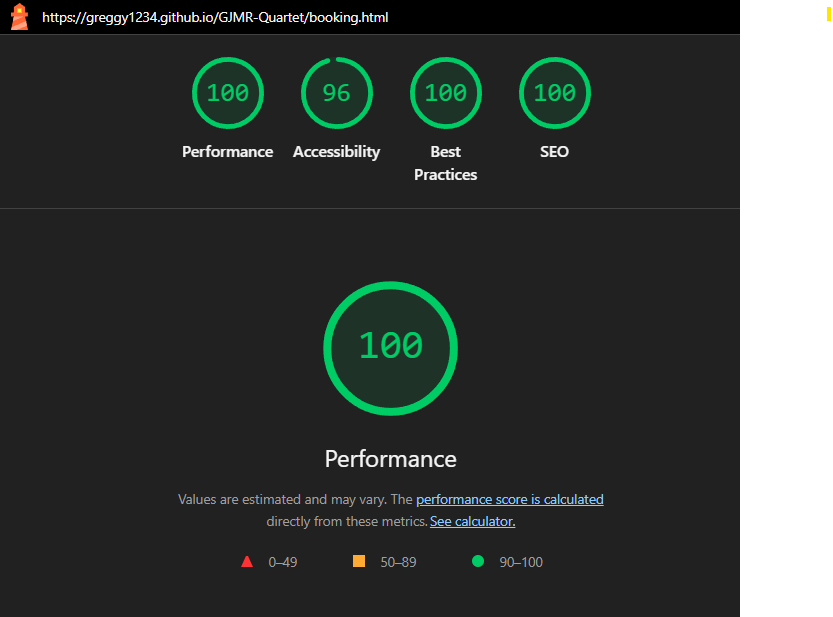 https://greggy1234.github.io/GJMR-Quartet/booking.html
100 96 100 100
Performance Accessibility Best Practices SEO
100
Performance
Values are estimated and may vary. The performance score is calculated
directly from these metrics. See calculator.
0–49 50–89 90–100